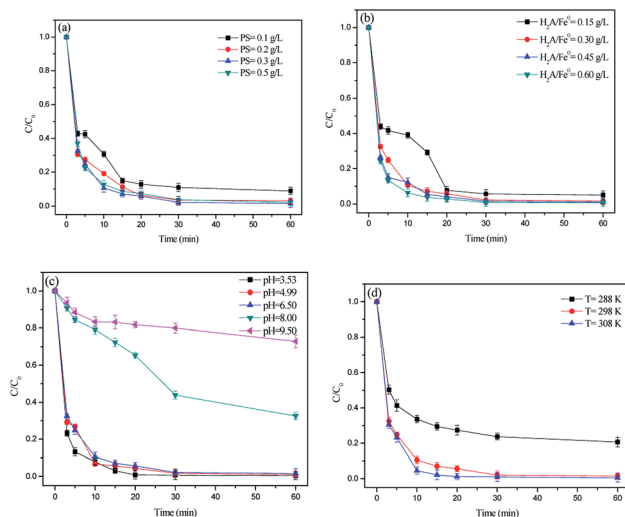 (a)
PS= 0.1 g/L
PS= 0.2 g/L
PS= 0.3 g/L
PS= 0.5 g/L
C/C0
1.0
0.8
0.6
0.4
0.2
0.0
0 10 20 30 40 50 60
Time (min)
(b)
H2A/Fe0= 0.15 g/L
H2A/Fe0= 0.30 g/L
H2A/Fe0= 0.45 g/L
H2A/Fe0= 0.60 g/L
C/C0
1.0
0.8
0.6
0.4
0.2
0.0
0 10 20 30 40 50 60
Time (min)
(c)
pH=3.53
pH=4.99
pH=6.50
pH=8.00
pH=9.50
C/C0
1.0
0.8
0.6
0.4
0.2
0.0
0 10 20 30 40 50 60
Time (min)
(d)
T= 288 K
T= 298 K
T= 308 K
C/C0
1.0
0.8
0.6
0.4
0.2
0.0
0 10 20 30 40 50 60
Time (min)